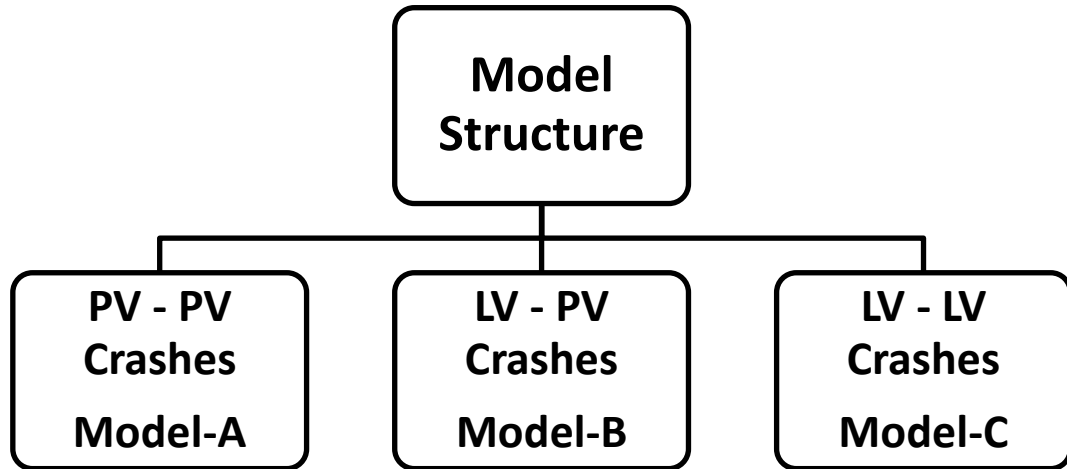 Model
Structure
PV - PV
Crashes
Model-A
LV - PV
Crashes
Model-B
LV - LV
Crashes
Model-C